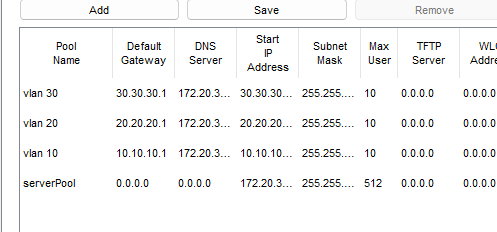 Add Save Remove
Pool Name Default Gateway DNS Server Start IP Address Subnet Mask Max User TFTP Server WLC Addre
vlan 30 30.30.30.1 172.20.3... 30.30.30... 255.255.... 10 0.0.0.0 0.0.0.0
vlan 20 20.20.20.1 172.20.3... 20.20.20... 255.255.... 10 0.0.0.0 0.0.0.0
vlan 10 10.10.10.1 172.20.3... 10.10.10... 255.255.... 10 0.0.0.0 0.0.0.0
serverPool 0.0.0.0 0.0.0.0 172.20.3... 255.255.... 512 0.0.0.0 0.0.0.0